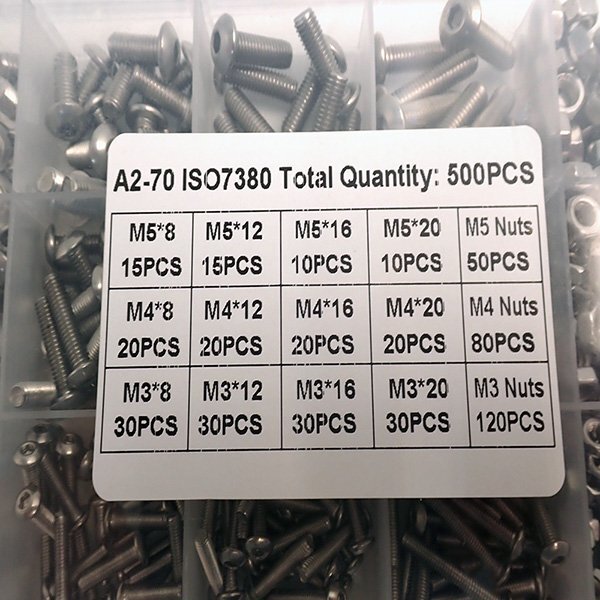 A2-70 ISO7380 Total Quantity: 500PCS
M5*8 M5*12 M5*16 M5*20 M5 Nuts
15PCS 15PCS 10PCS 10PCS 50PCS
M4*8 M4*12 M4*16 M4*20 M4 Nuts
20PCS 20PCS 20PCS 20PCS 80PCS
M3*8 M3*12 M3*16 M3*20 M3 Nuts
30PCS 30PCS 30PCS 30PCS 120PCS